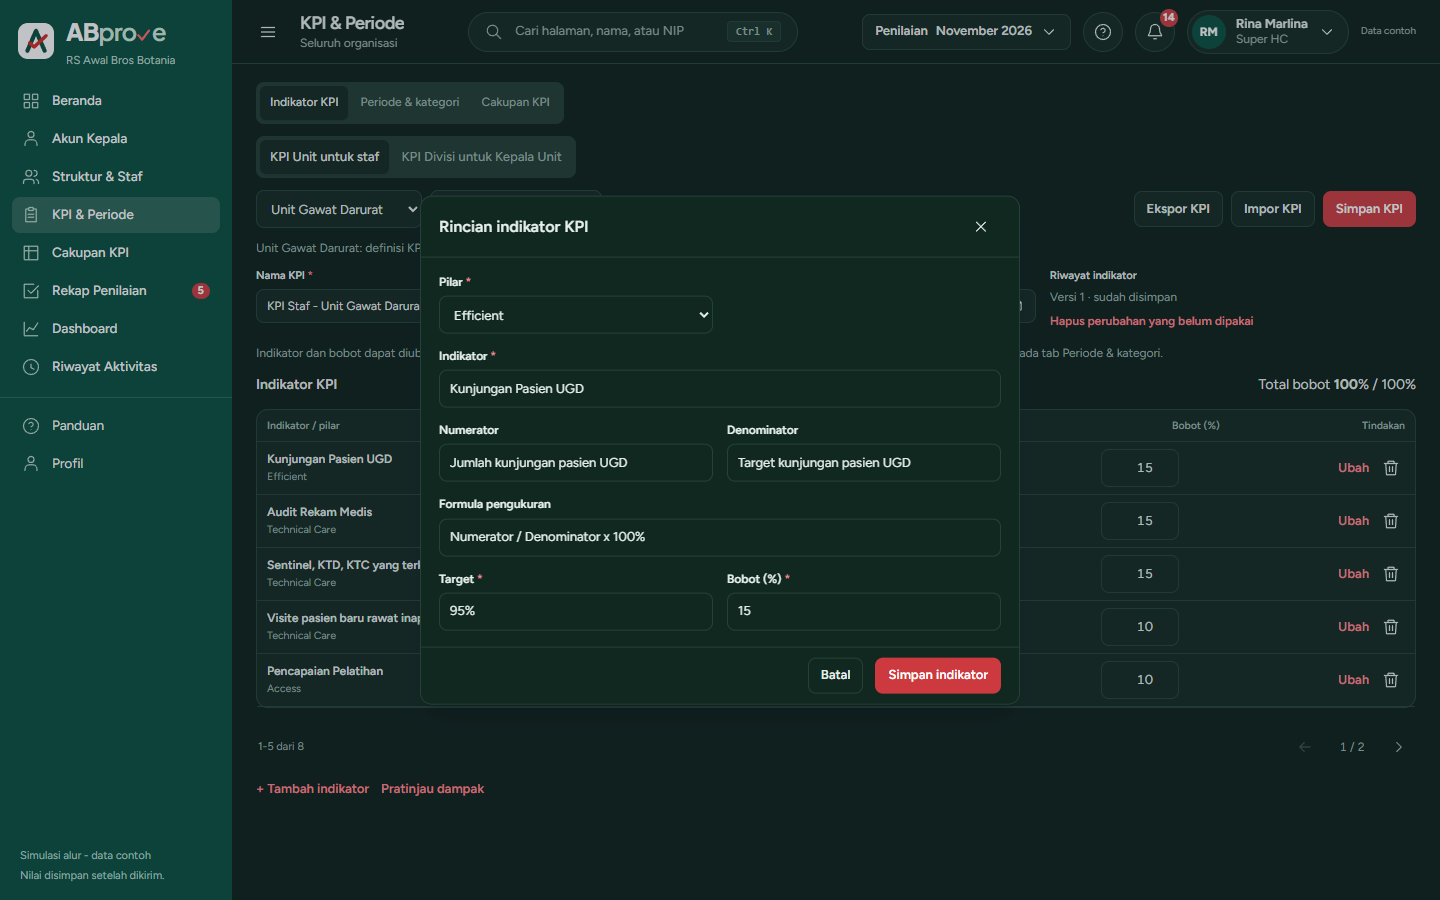 ABprove
RS Awal Bros Botania
Beranda
Akun Kepala
Struktur & Staf
KPI & Periode
Cakupan KPI
Rekap Penilaian 5
Dashboard
Riwayat Aktivitas
Panduan
Profil
Simulasi alur - data contoh
Nilai disimpan setelah dikirim.
KPI & Periode
Seluruh organisasi
Cari halaman, nama, atau NIP Ctrl K
Penilaian November 2026
14
RM
Rina Marlina
Super HC
Data contoh
Indikator KPI Periode & kategori Cakupan KPI
KPI Unit untuk staf KPI Divisi untuk Kepala Unit
Unit Gawat Darurat
Ekspor KPI Impor KPI Simpan KPI
Unit Gawat Darurat: definisi KP
Nama KPI *
KPI Staf - Unit Gawat Darura
Riwayat indikator
Versi 1 · sudah disimpan
Hapus perubahan yang belum dipakai
Indikator dan bobot dapat diub
ada tab Periode & kategori.
Indikator KPI
Total bobot 100% / 100%
Indikator / pilar Bobot (%) Tindakan
Kunjungan Pasien UGD
Efficient
15 Ubah
Audit Rekam Medis
Technical Care
15 Ubah
Sentinel, KTD, KTC yang terl
Technical Care
15 Ubah
Visite pasien baru rawat inap
Technical Care
10 Ubah
Pencapaian Pelatihan
Access
10 Ubah
1-5 dari 8
1 / 2
+ Tambah indikator Pratinjau dampak
Rincian indikator KPI
Pilar *
Efficient
Indikator *
Kunjungan Pasien UGD
Numerator Denominator
Jumlah kunjungan pasien UGD Target kunjungan pasien UGD
Formula pengukuran
Numerator / Denominator x 100%
Target * Bobot (%) *
95% 15
Batal Simpan indikator